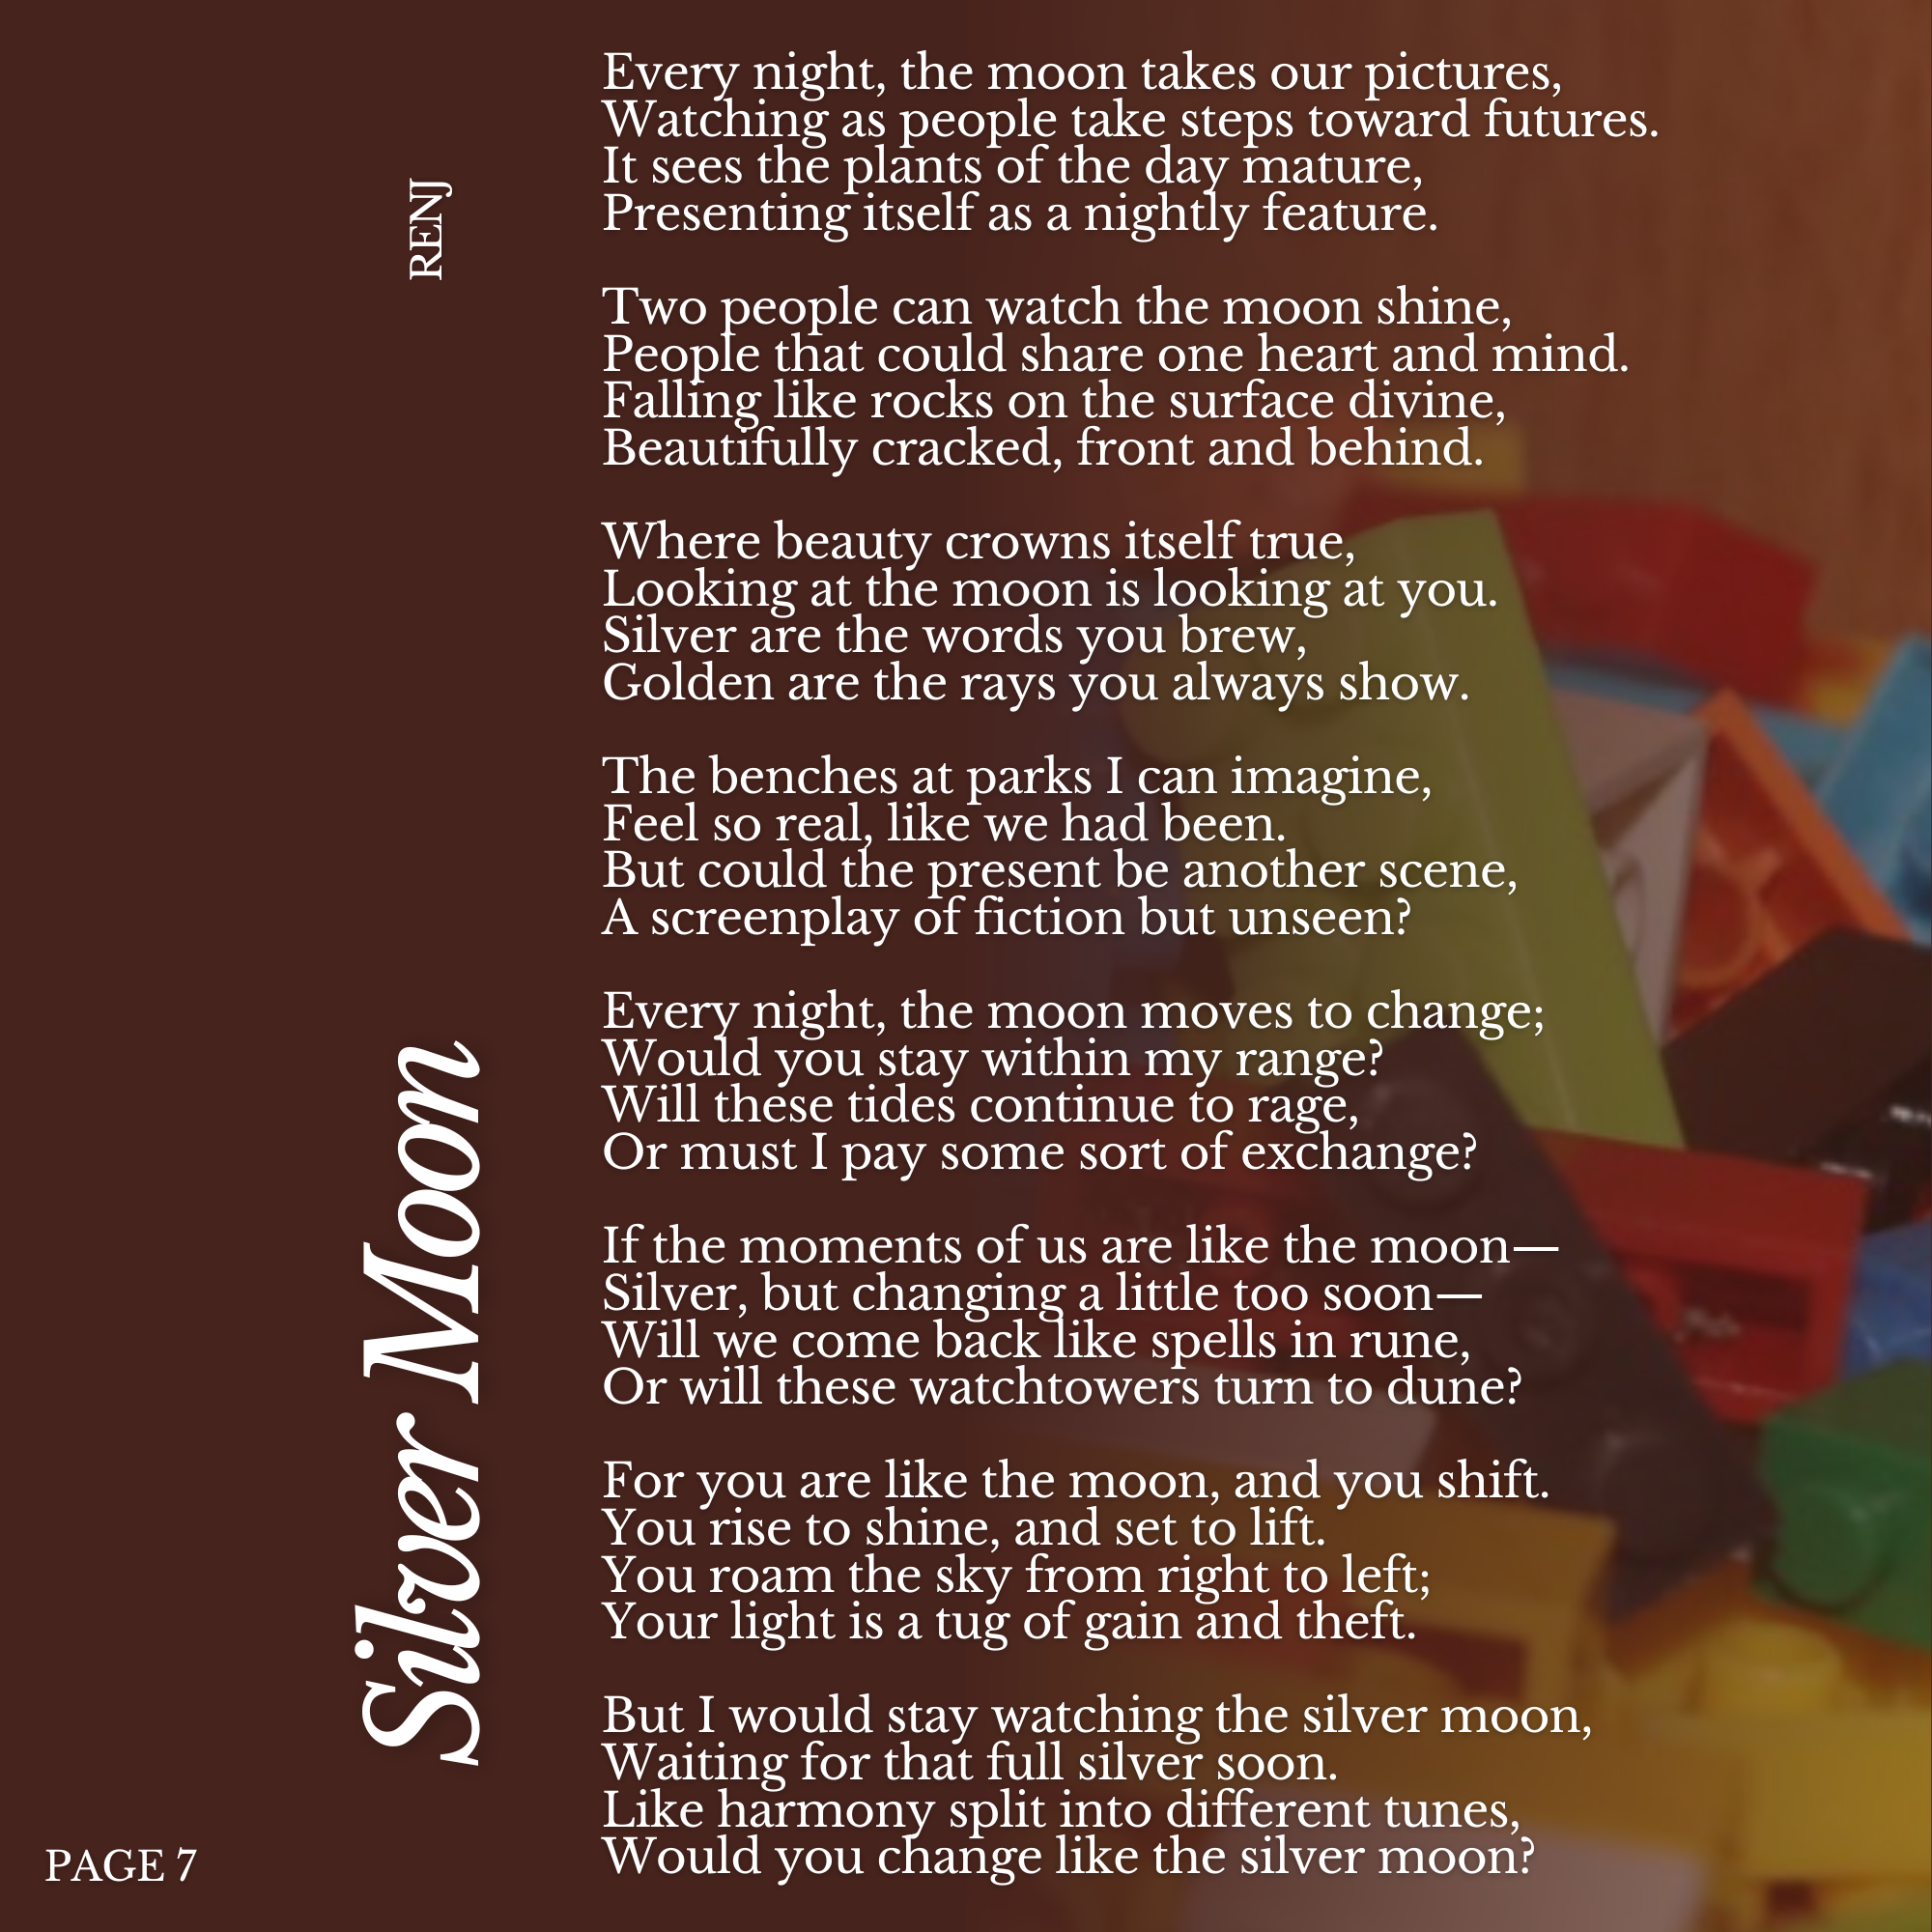 RENJ
Silver Moon
Every night, the moon takes our pictures,
Watching as people take steps toward futures.
It sees the plants of the day mature,
Presenting itself as a nightly feature.
Two people can watch the moon shine,
People that could share one heart and mind.
Falling like rocks on the surface divine,
Beautifully cracked, front and behind.
Where beauty crowns itself true,
Looking at the moon is looking at you.
Silver are the words you brew,
Golden are the rays you always show.
The benches at parks I can imagine,
Feel so real, like we had been.
But could the present be another scene,
A screenplay of fiction but unseen?
Every night, the moon moves to change;
Would you stay within my range?
Will these tides continue to rage,
Or must I pay some sort of exchange?
If the moments of us are like the moon—
Silver, but changing a little too soon—
Will we come back like spells in rune,
Or will these watchtowers turn to dune?
For you are like the moon, and you shift.
You rise to shine, and set to lift.
You roam the sky from right to left;
Your light is a tug of gain and theft.
But I would stay watching the silver moon,
Waiting for that full silver soon.
Like harmony split into different tunes,
Would you change like the silver moon?
PAGE 7